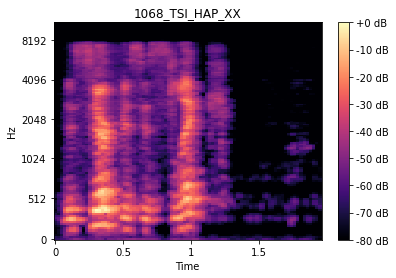 1068_TSI_HAP_XX
8192
4096
2048
1024
512
0
Hz
0
0.5
1
1.5
Time
+0 dB
-10 dB
-20 dB
-30 dB
-40 dB
-50 dB
-60 dB
-70 dB
-80 dB